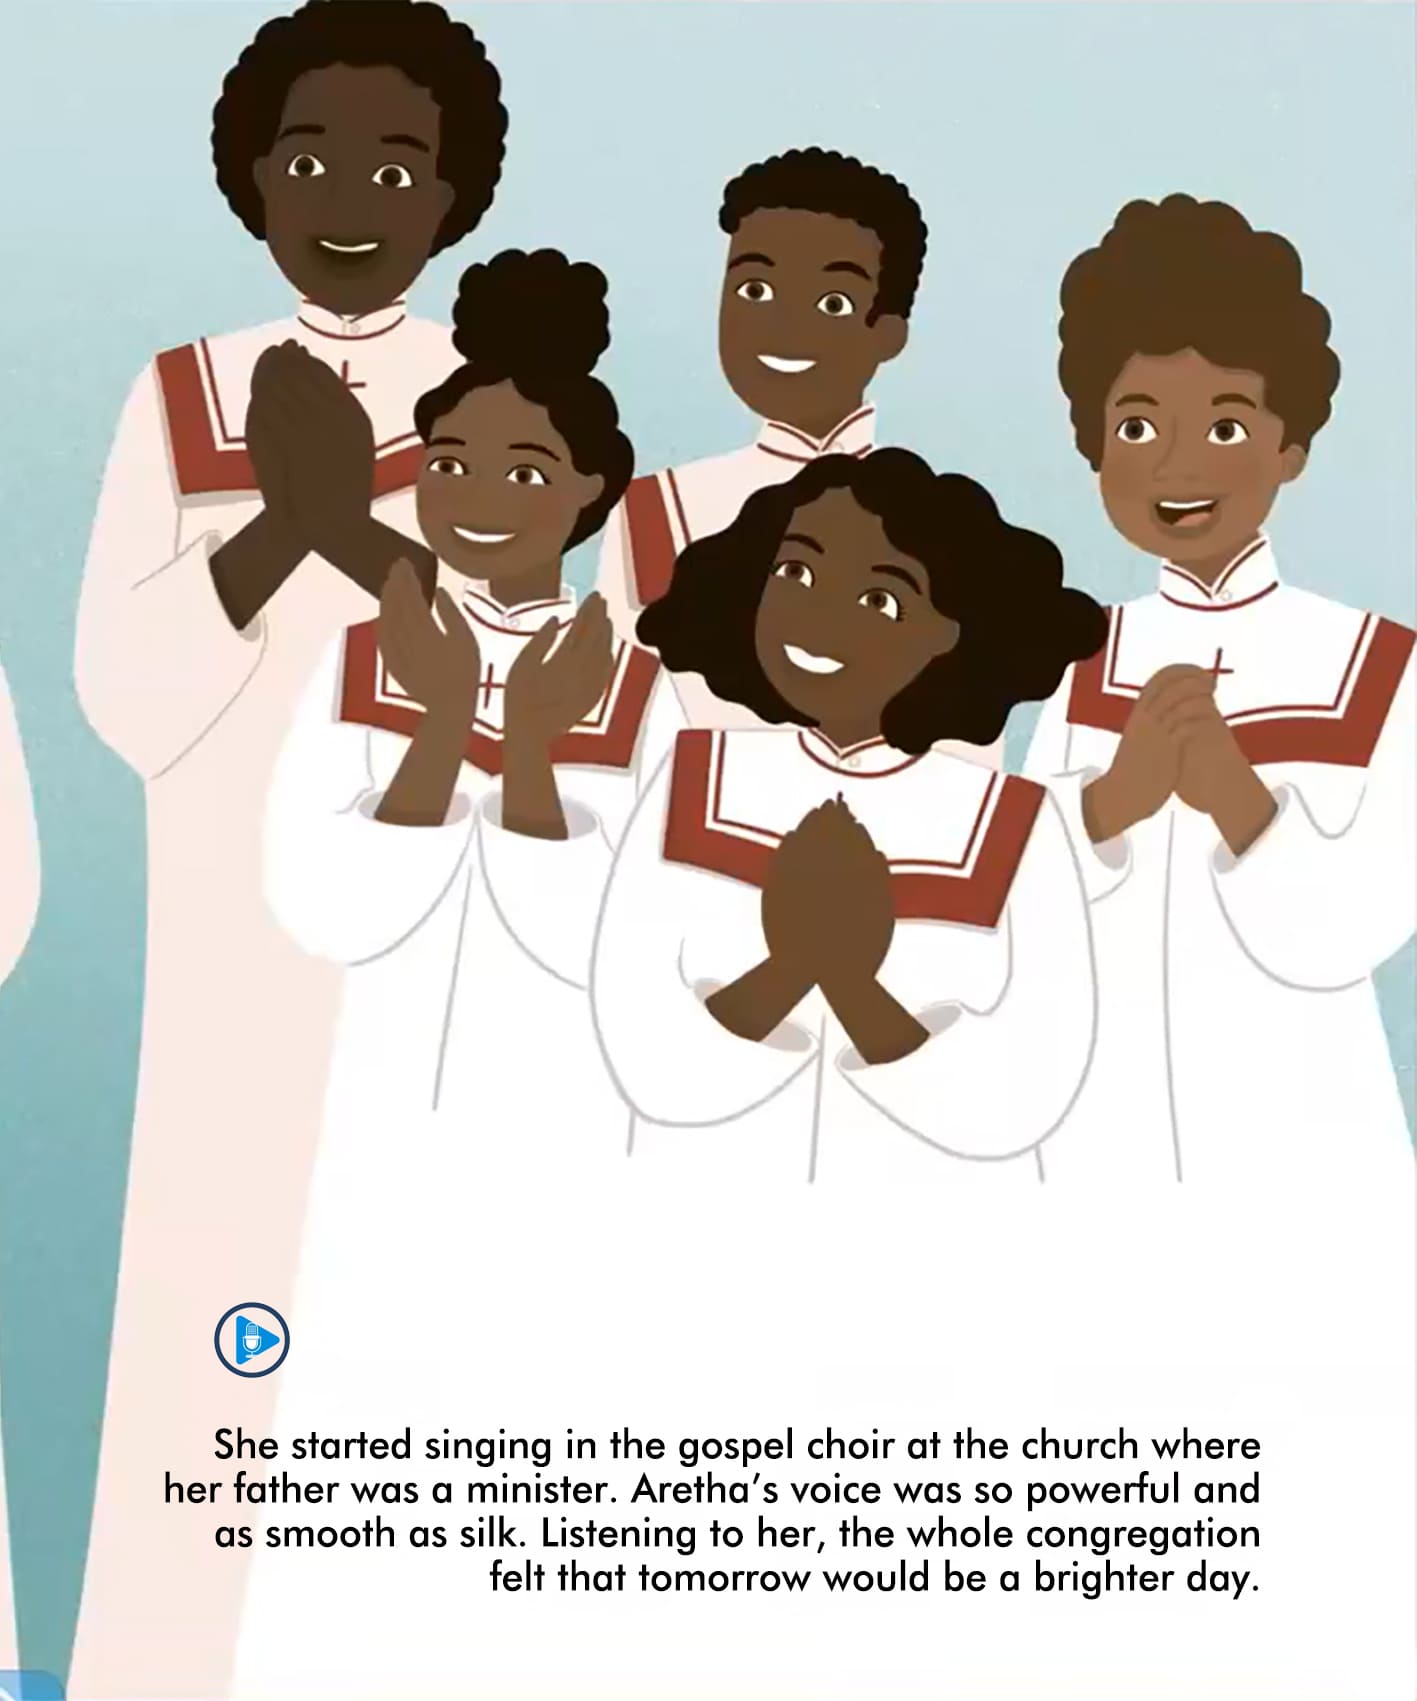 She started singing in the gospel choir at the church where
her father was a minister. Aretha’s voice was so powerful and
as smooth as silk. Listening to her, the whole congregation
felt that tomorrow would be a brighter day.